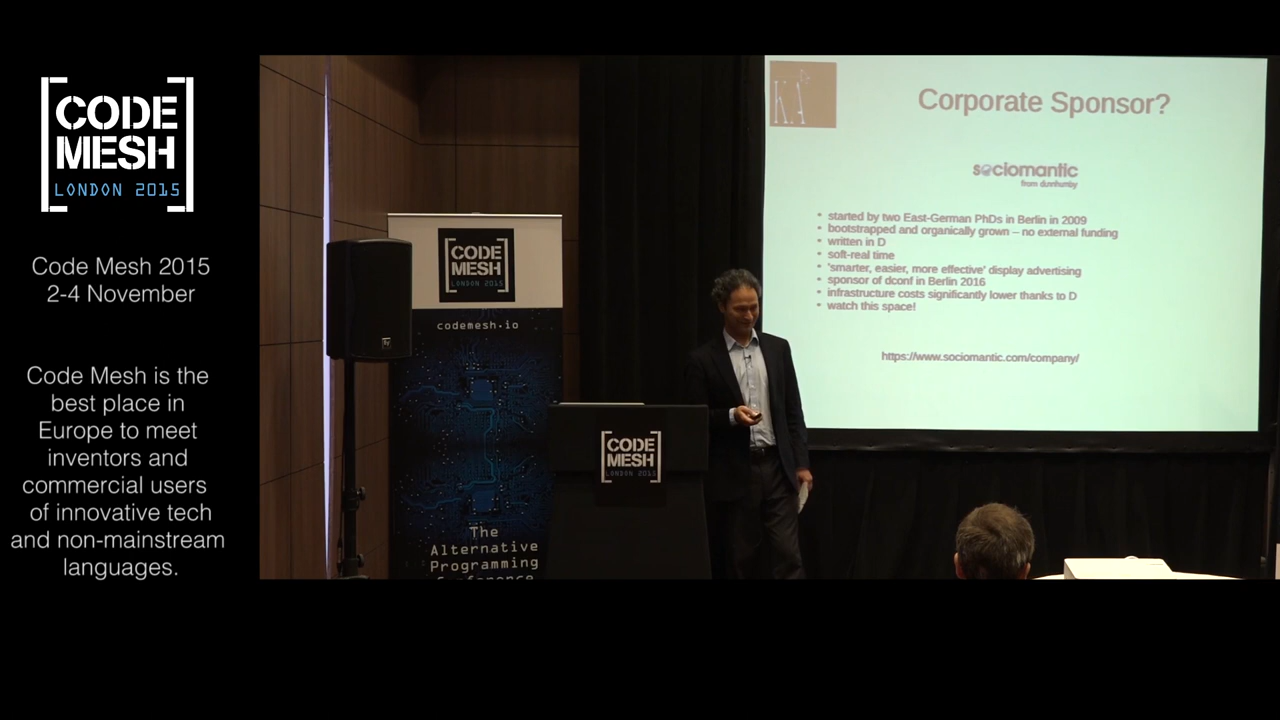 CODE
MESH
LONDON 2015
Code Mesh 2015
2-4 November
Code Mesh is the
best place in
Europe to meet
inventors and
commercial users
of innovative tech
and non-mainstream
languages.
CODE
MESH
LONDON 2015
codemesh.io
The
Alternative
Programming
Conference
CODE
MESH
LONDON 2015
KA
Corporate Sponsor?
sociomantic
from dunnhumby
• started by two East-German PhDs in Berlin in 2009
• bootstrapped and organically grown – no external funding
• written in D
• soft-real time
• 'smarter, easier, more effective' display advertising
• sponsor of dconf in Berlin 2016
• infrastructure costs significantly lower thanks to D
• watch this space!
https://www.sociomantic.com/company/